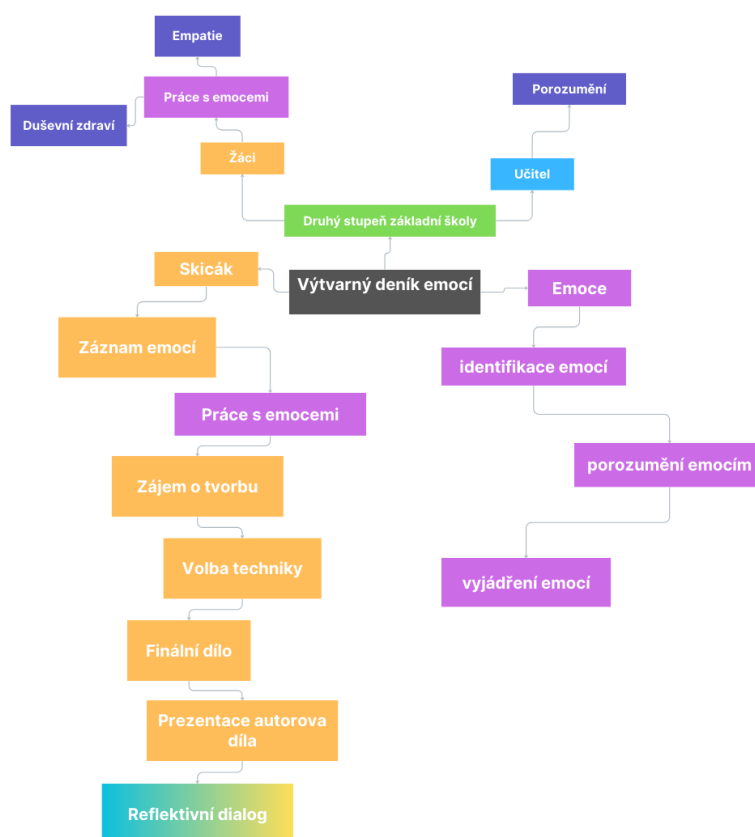 Empatie
Práce s emocemi
Porozumění
Duševní zdraví
Žáci
Učitel
Druhý stupeň základní školy
Skicák
Výtvarný deník emocí
Emoce
Záznam emocí
identifikace emocí
Práce s emocemi
porozumění emocím
Zájem o tvorbu
Volba techniky
vyjádření emocí
Finální dílo
Prezentace autorova
díla
Reflektivní dialog